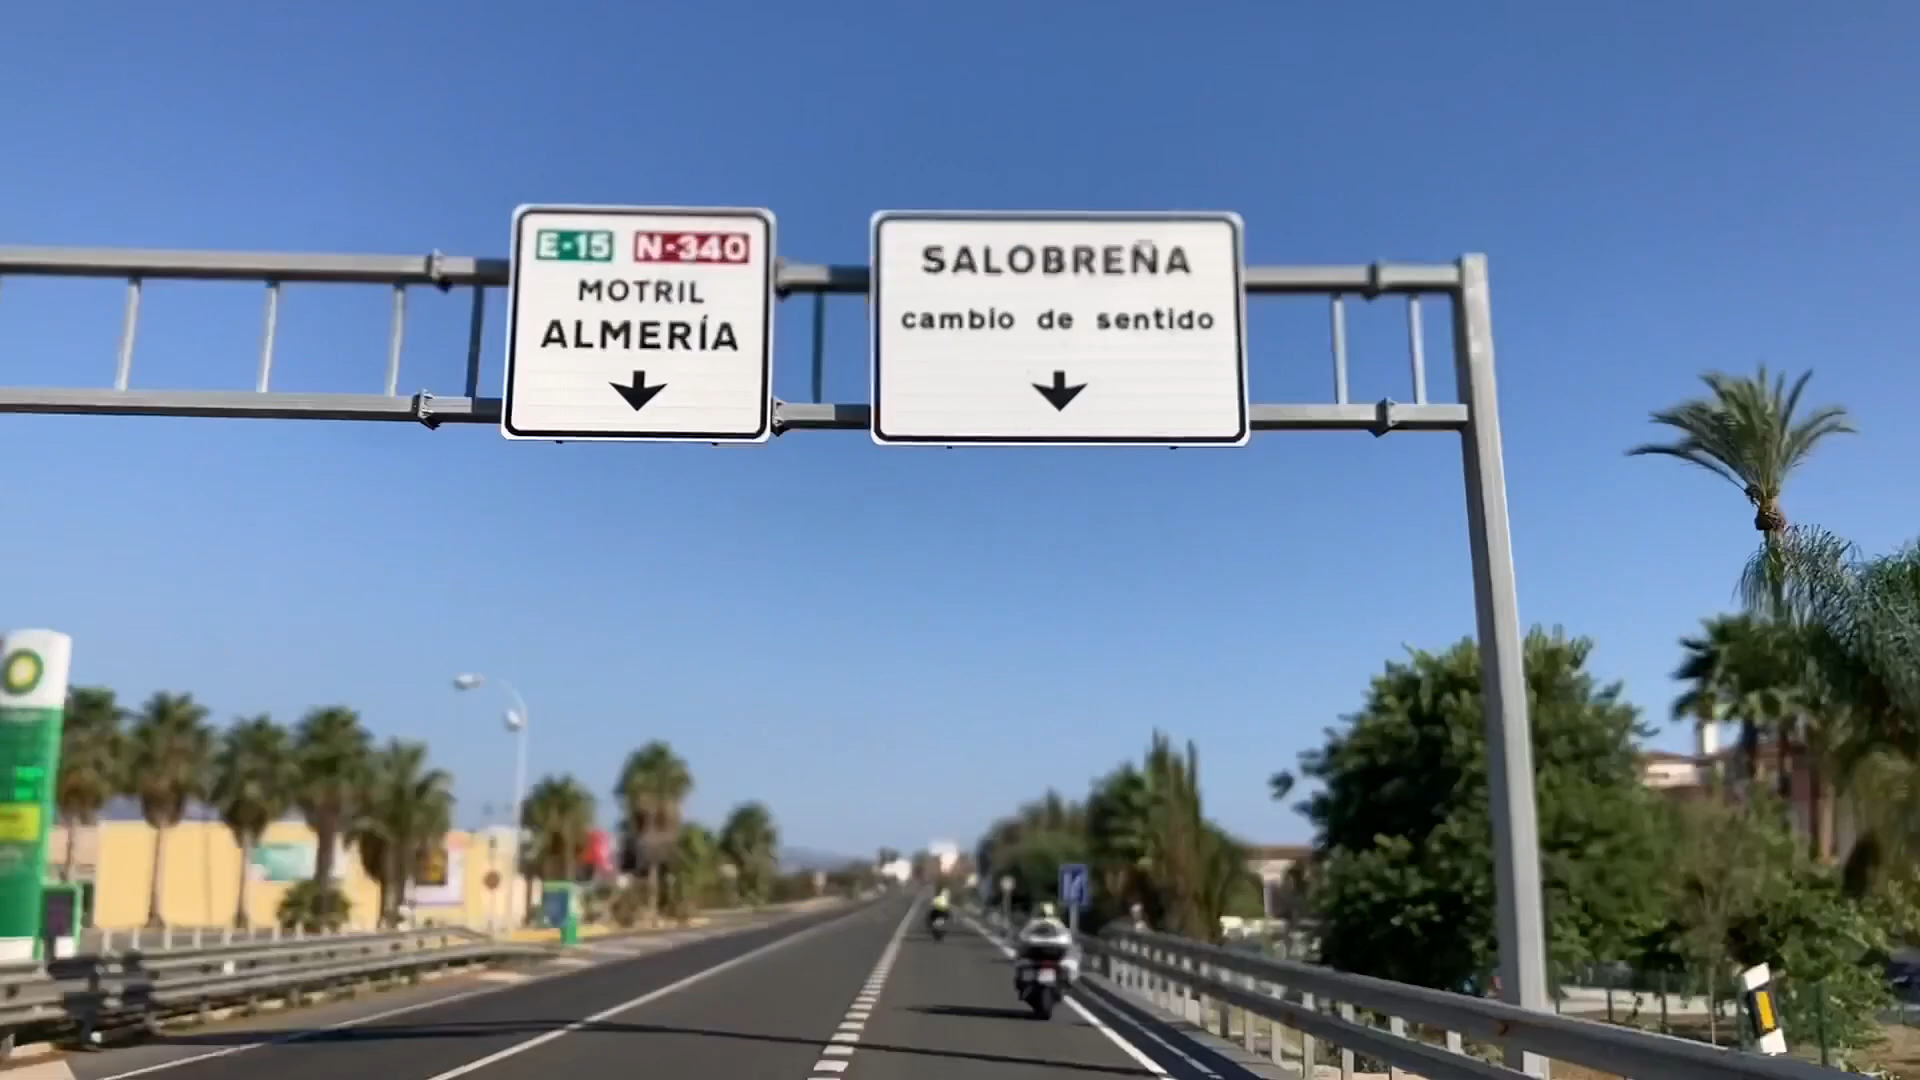 E-15 N-340
MOTRIL
ALMERÍA
SALOBREÑA
cambio de sentido